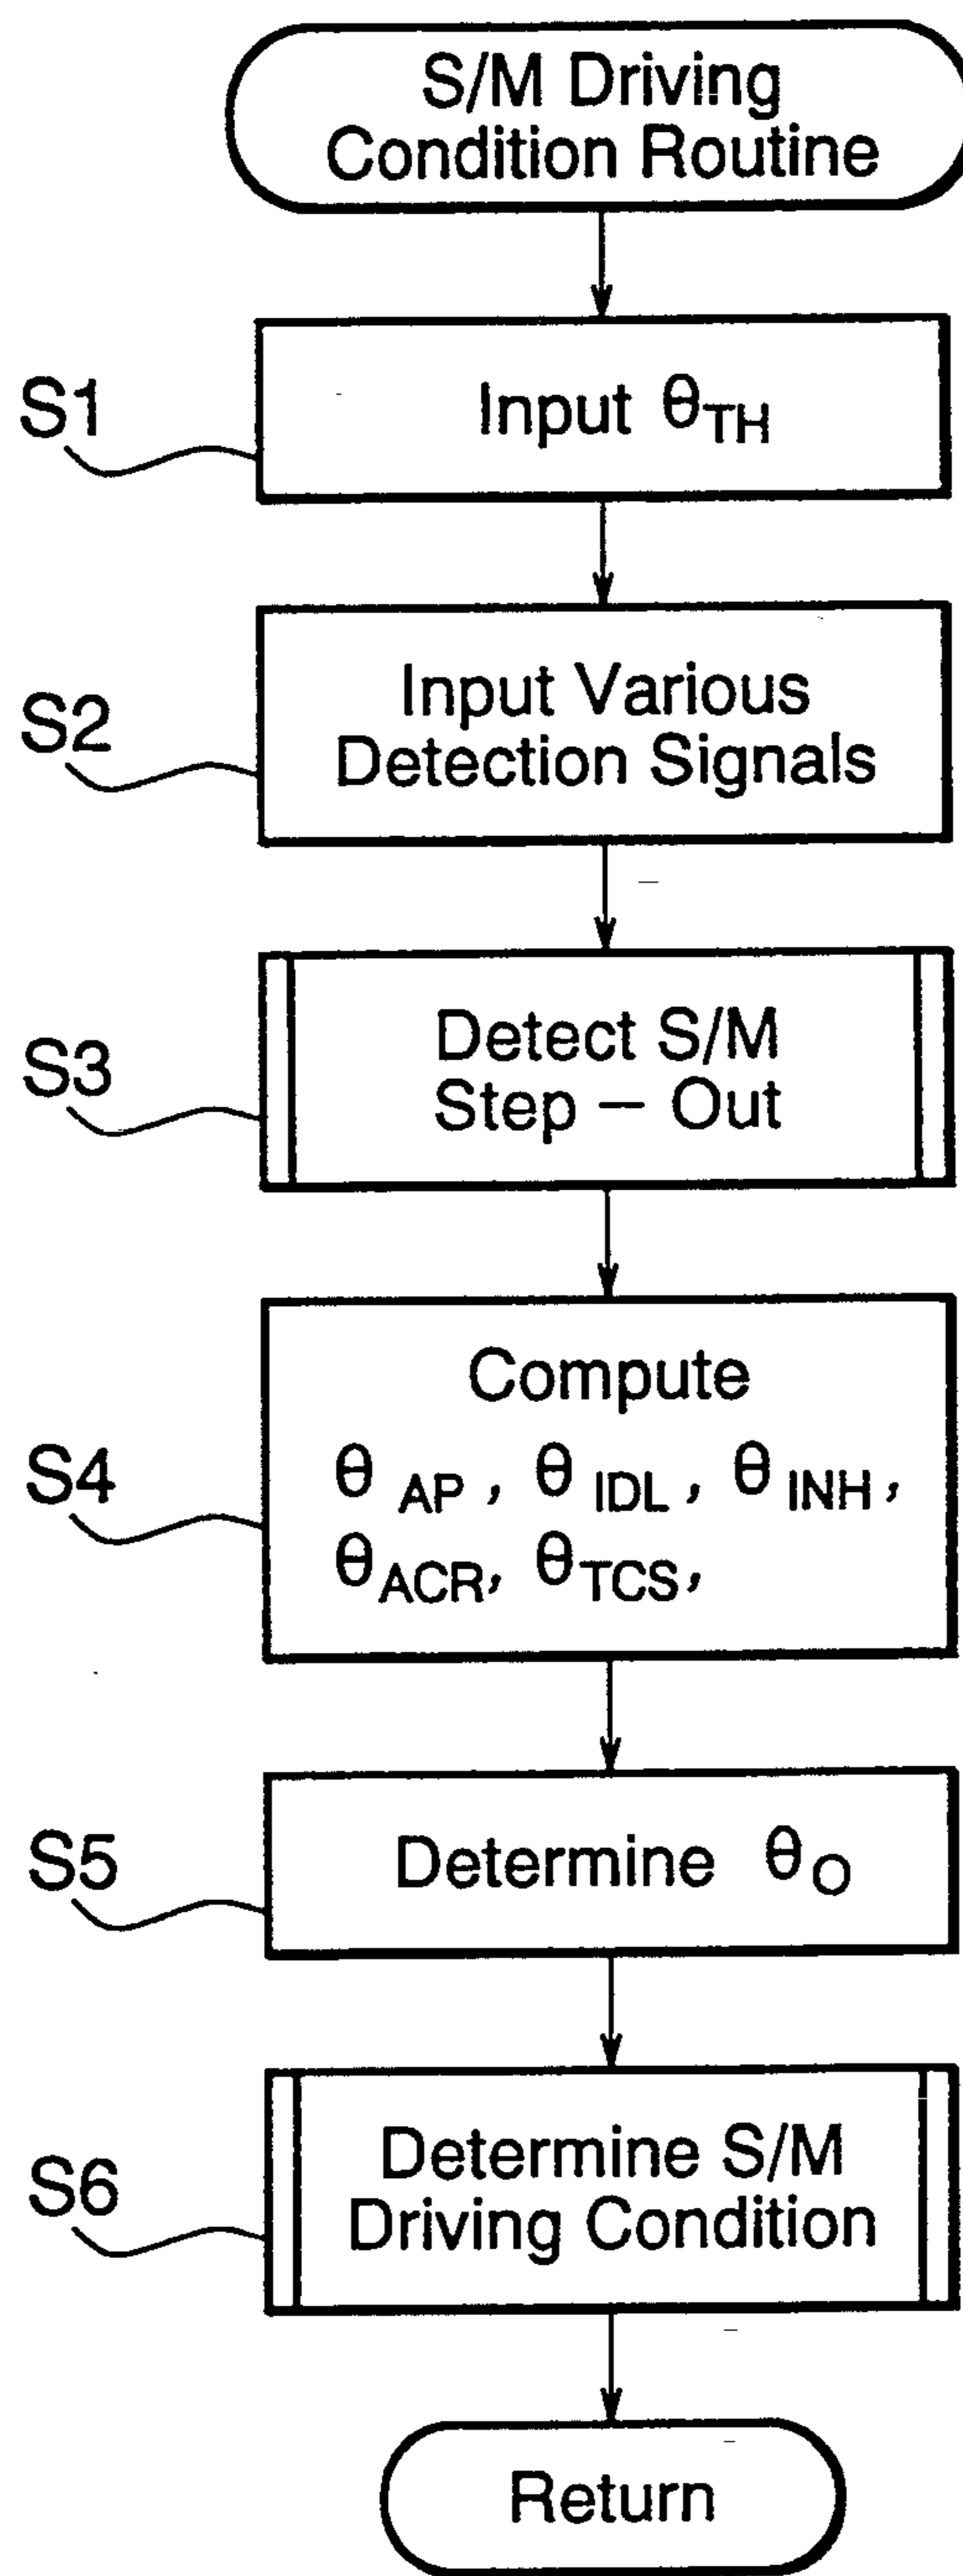 S/M Driving
Condition Routine
S1
Input θTH
S2
Input Various
Detection Signals
S3
Detect S/M
Step – Out
S4
Compute
θ AP , θ IDL , θ INH ,
θACR, θTCS,
S5
Determine θO
S6
Determine S/M
Driving Condition
Return